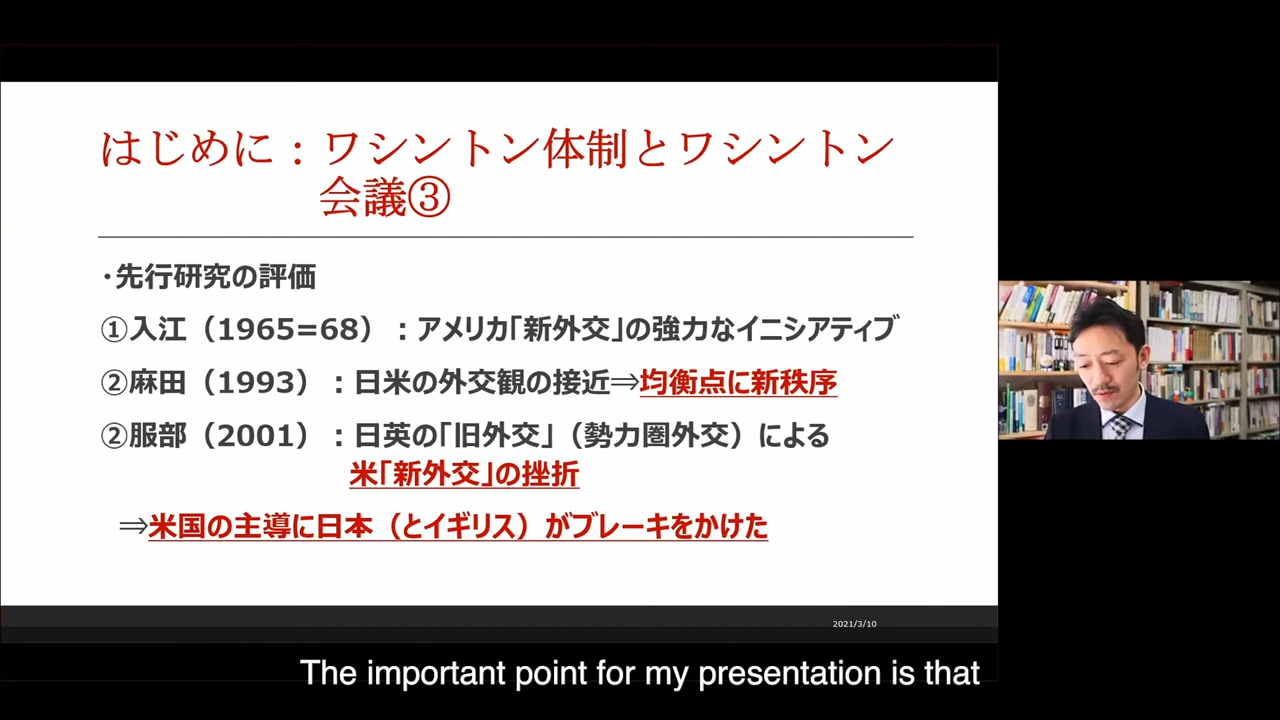 はじめに：ワシントン体制とワシントン
会議③
・先行研究の評価
①入江（1965=68）：アメリカ「新外交」の強力なイニシアティブ
②麻田（1993）：日米の外交観の接近⇒均衡点に新秩序
②服部（2001）：日英の「旧外交」（勢力圏外交）による
米「新外交」の挫折
⇒米国の主導に日本（とイギリス）がブレーキをかけた
2021/3/10
The important point for my presentation is that